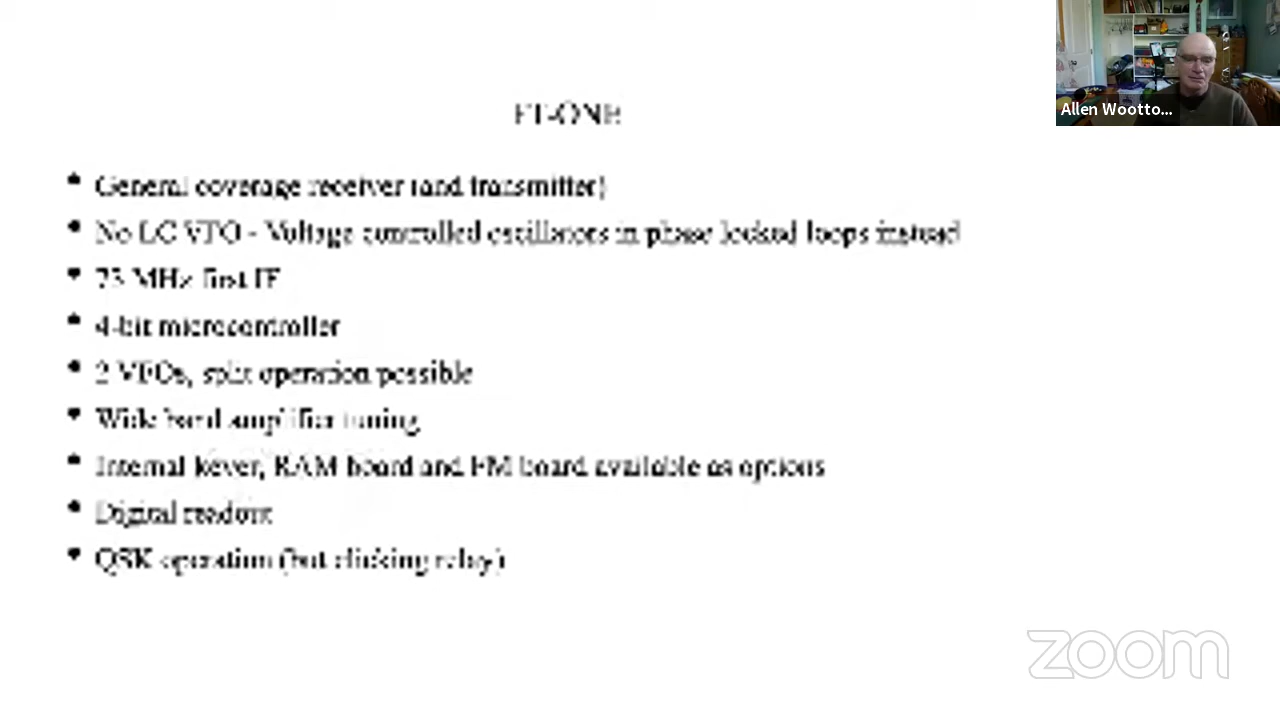 FT-ONE
Allen Wootto...
• General coverage receiver (and transmitter)
• No LC VFO - Voltage controlled oscillators in phase locked loops instead
• 73 MHz first IF
• 4-bit microcontroller
• 2 VFOs, split operation possible
• Wide band amplifier tuning
• Internal keyer, RAM board and FM board available as options
• Digital readout
• QSK operation (but clicking relay)
zoom